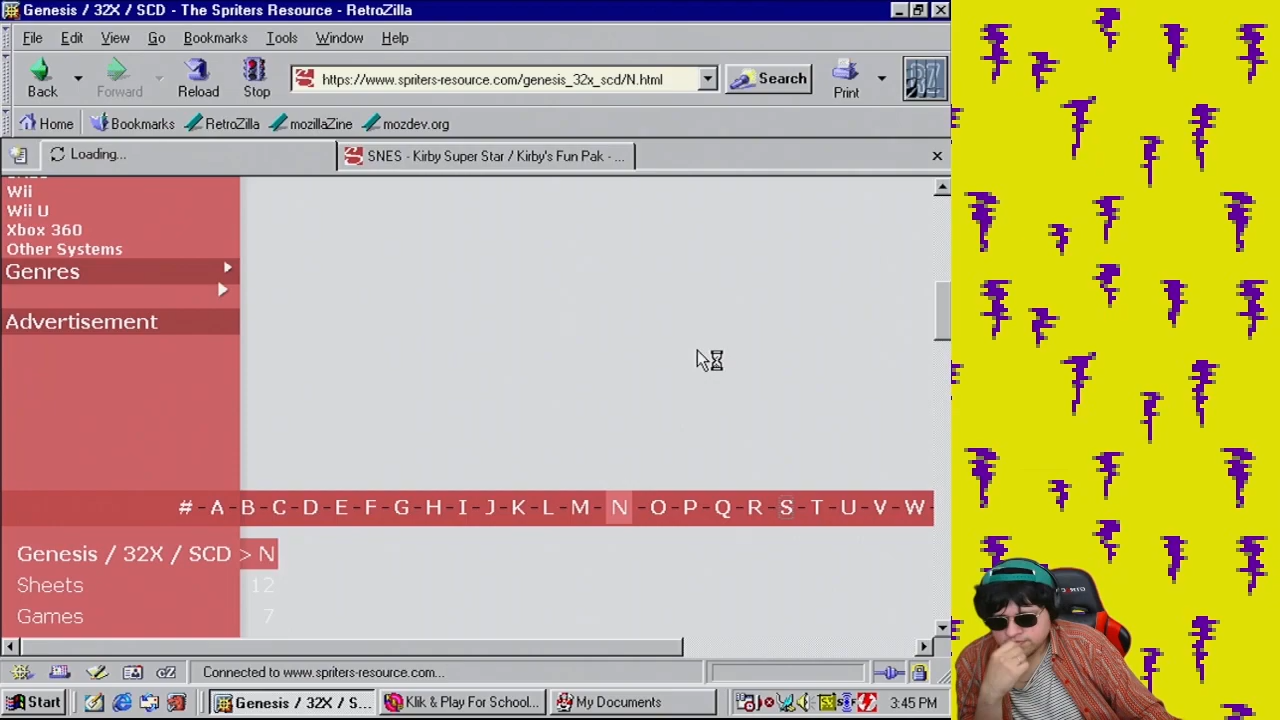 Genesis / 32X / SCD - The Spriters Resource - RetroZilla
File Edit View Go Bookmarks Tools Window Help
Back Forward Reload Stop https://www.spriters-resource.com/genesis_32x_scd/N.html Search Print
Home Bookmarks RetroZilla mozillaZine mozdev.org
Loading... SNES - Kirby Super Star / Kirby's Fun Pak - ...
Wii
Wii U
Xbox 360
Other Systems
Genres
Advertisement
# - A - B - C - D - E - F - G - H - I - J - K - L - M - N - O - P - Q - R - S - T - U - V - W -
Genesis / 32X / SCD > N
Sheets 12
Games 7
Connected to www.spriters-resource.com...
Start Genesis / 32X / S... Klik & Play For School... My Documents 3:45 PM